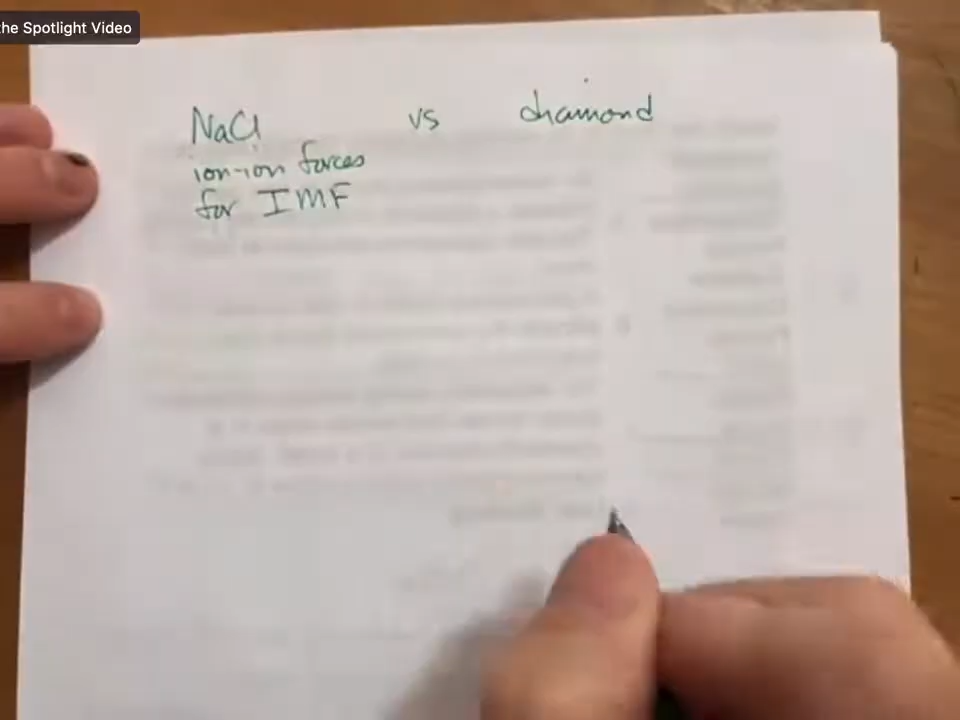 the Spotlight Video
NaCl vs diamond
ion-ion forces
for IMF